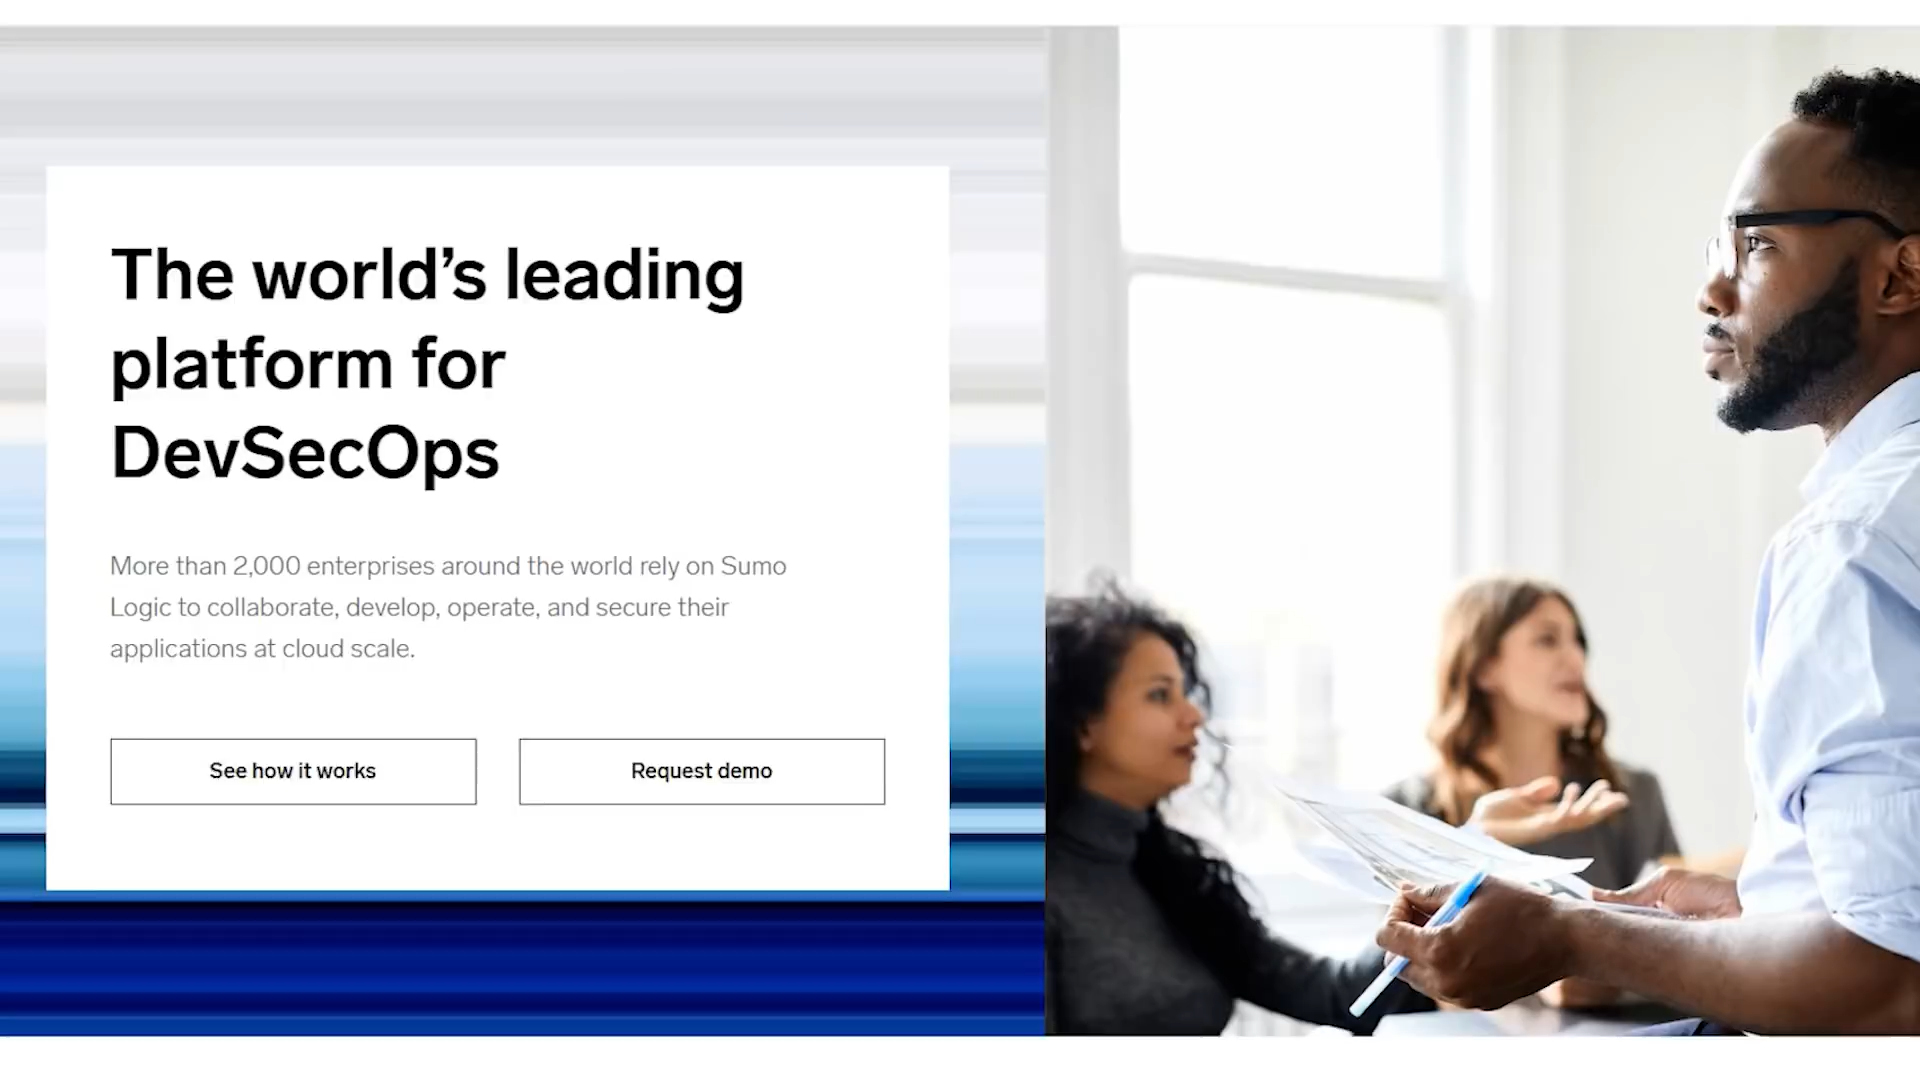 The world’s leading
platform for
DevSecOps
More than 2,000 enterprises around the world rely on Sumo
Logic to collaborate, develop, operate, and secure their
applications at cloud scale.
See how it works
Request demo